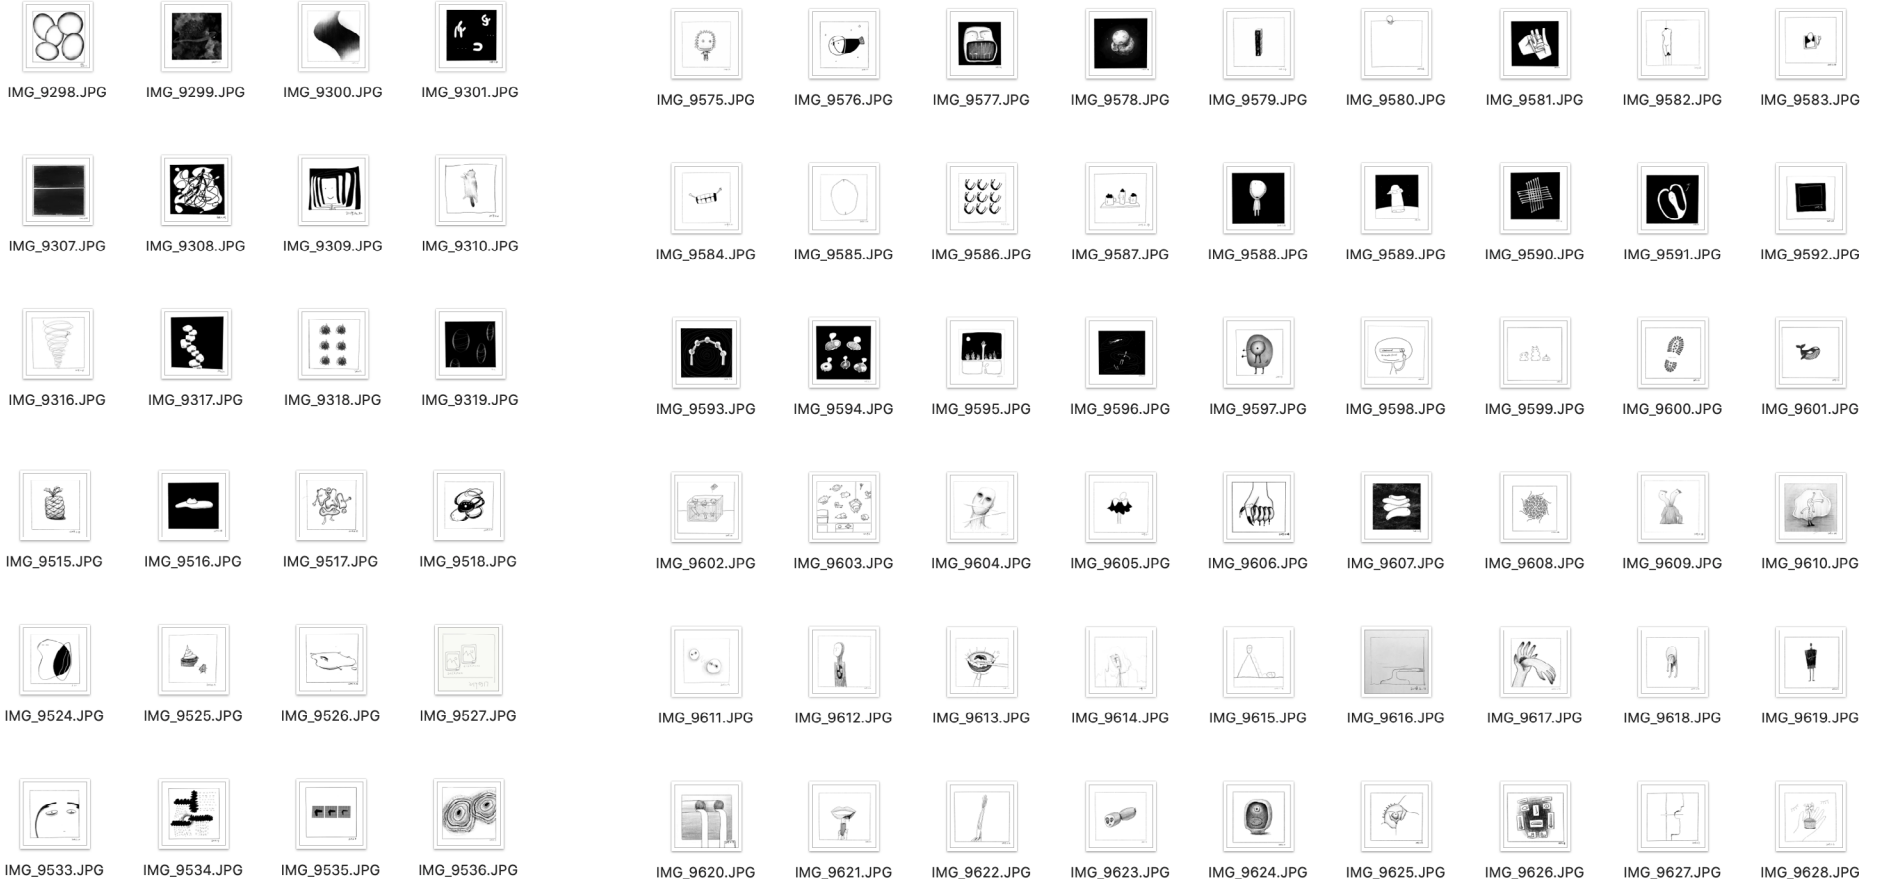 IMG_9298.JPG IMG_9299.JPG IMG_9300.JPG IMG_9301.JPG
IMG_9575.JPG IMG_9576.JPG IMG_9577.JPG IMG_9578.JPG IMG_9579.JPG IMG_9580.JPG IMG_9581.JPG IMG_9582.JPG IMG_9583.JPG
IMG_9307.JPG IMG_9308.JPG IMG_9309.JPG IMG_9310.JPG
IMG_9584.JPG IMG_9585.JPG IMG_9586.JPG IMG_9587.JPG IMG_9588.JPG IMG_9589.JPG IMG_9590.JPG IMG_9591.JPG IMG_9592.JPG
IMG_9316.JPG IMG_9317.JPG IMG_9318.JPG IMG_9319.JPG
IMG_9593.JPG IMG_9594.JPG IMG_9595.JPG IMG_9596.JPG IMG_9597.JPG IMG_9598.JPG IMG_9599.JPG IMG_9600.JPG IMG_9601.JPG
IMG_9515.JPG IMG_9516.JPG IMG_9517.JPG IMG_9518.JPG
IMG_9602.JPG IMG_9603.JPG IMG_9604.JPG IMG_9605.JPG IMG_9606.JPG IMG_9607.JPG IMG_9608.JPG IMG_9609.JPG IMG_9610.JPG
IMG_9524.JPG IMG_9525.JPG IMG_9526.JPG IMG_9527.JPG
IMG_9611.JPG IMG_9612.JPG IMG_9613.JPG IMG_9614.JPG IMG_9615.JPG IMG_9616.JPG IMG_9617.JPG IMG_9618.JPG IMG_9619.JPG
IMG_9533.JPG IMG_9534.JPG IMG_9535.JPG IMG_9536.JPG
IMG_9620.JPG IMG_9621.JPG IMG_9622.JPG IMG_9623.JPG IMG_9624.JPG IMG_9625.JPG IMG_9626.JPG IMG_9627.JPG IMG_9628.JPG